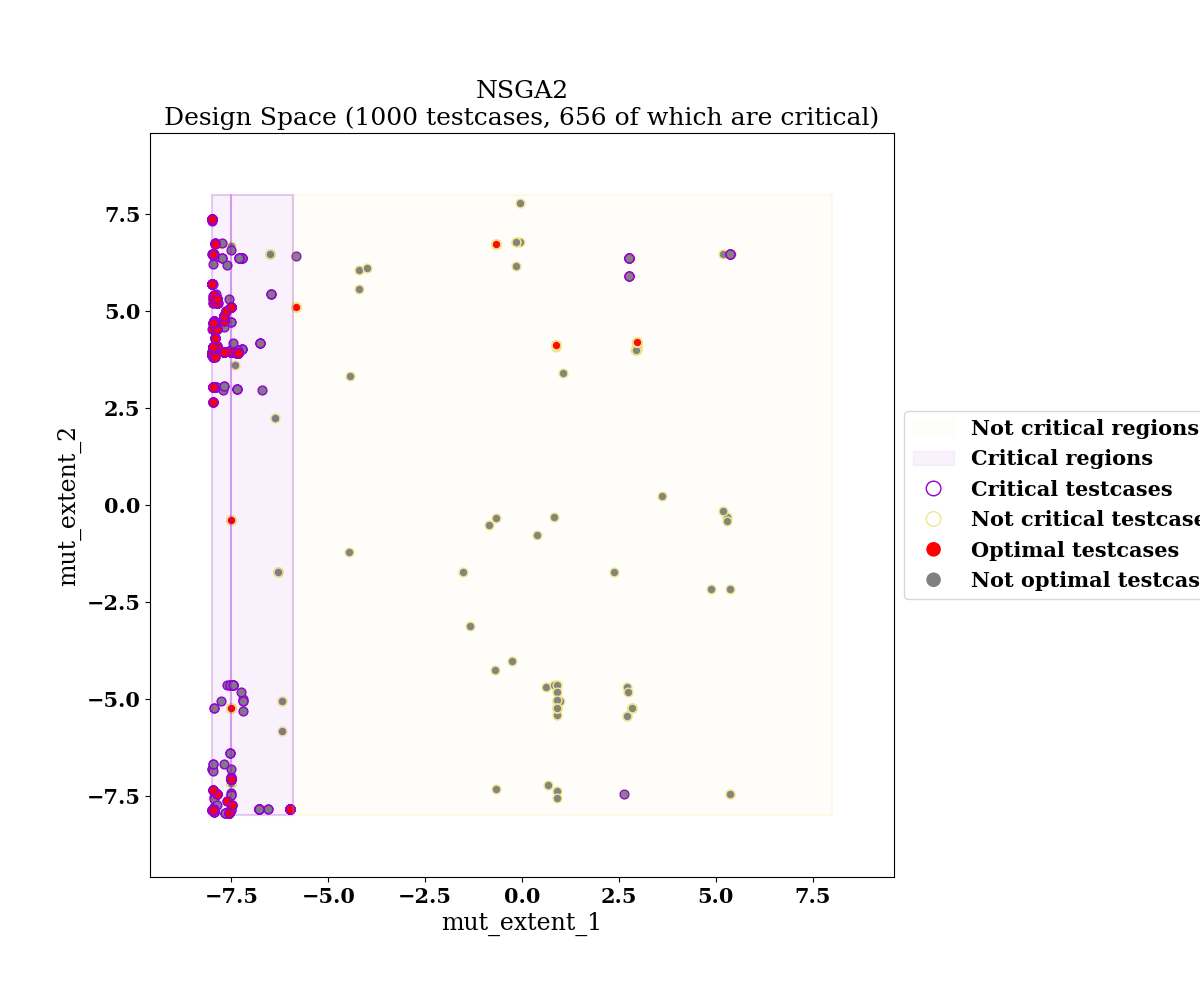 NSGA2
Design Space (1000 testcases, 656 of which are critical)
7.5
5.0
2.5
0.0
−2.5
−5.0
−7.5
mut_extent_2
−7.5
−5.0
−2.5
0.0
2.5
5.0
7.5
mut_extent_1
Not critical regions
Critical regions
Critical testcases
Not critical testcase
Optimal testcases
Not optimal testcas